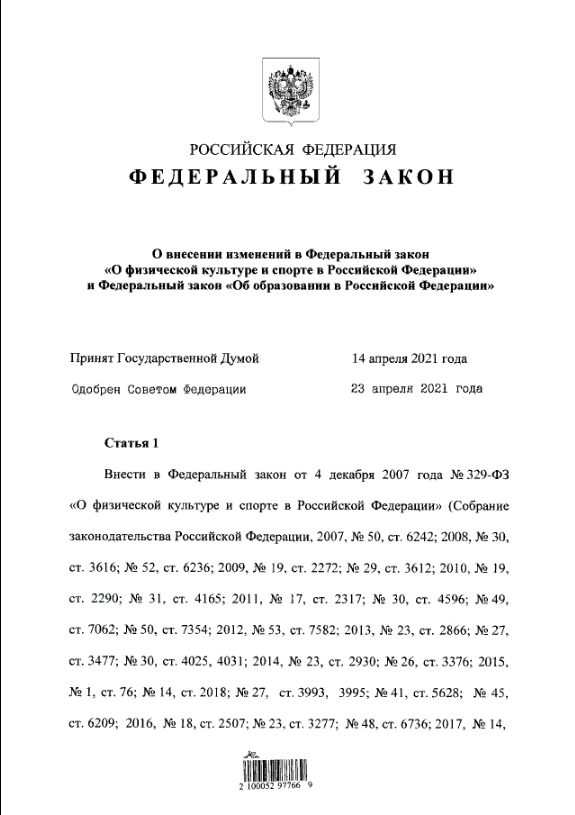 РОССИЙСКАЯ ФЕДЕРАЦИЯ
ФЕДЕРАЛЬНЫЙ ЗАКОН
О внесении изменений в Федеральный закон
«О физической культуре и спорте в Российской Федерации»
и Федеральный закон «Об образовании в Российской Федерации»
Принят Государственной Думой 14 апреля 2021 года
Одобрен Советом Федерации 23 апреля 2021 года
Статья 1
Внести в Федеральный закон от 4 декабря 2007 года № 329-ФЗ
«О физической культуре и спорте в Российской Федерации» (Собрание
законодательства Российской Федерации, 2007, № 50, ст. 6242; 2008, № 30,
ст. 3616; № 52, ст. 6236; 2009, № 19, ст. 2272; № 29, ст. 3612; 2010, № 19,
ст. 2290; № 31, ст. 4165; 2011, № 17, ст. 2317; № 30, ст. 4596; № 49,
ст. 7062; № 50, ст. 7354; 2012, № 53, ст. 7582; 2013, № 23, ст. 2866; № 27,
ст. 3477; № 30, ст. 4025, 4031; 2014, № 23, ст. 2930; № 26, ст. 3376; 2015,
№ 1, ст. 76; № 14, ст. 2018; № 27, ст. 3993, 3995; № 41, ст. 5628; № 45,
ст. 6209; 2016, № 18, ст. 2507; № 23, ст. 3277; № 48, ст. 6736; 2017, № 14,
2 100052 97766 9